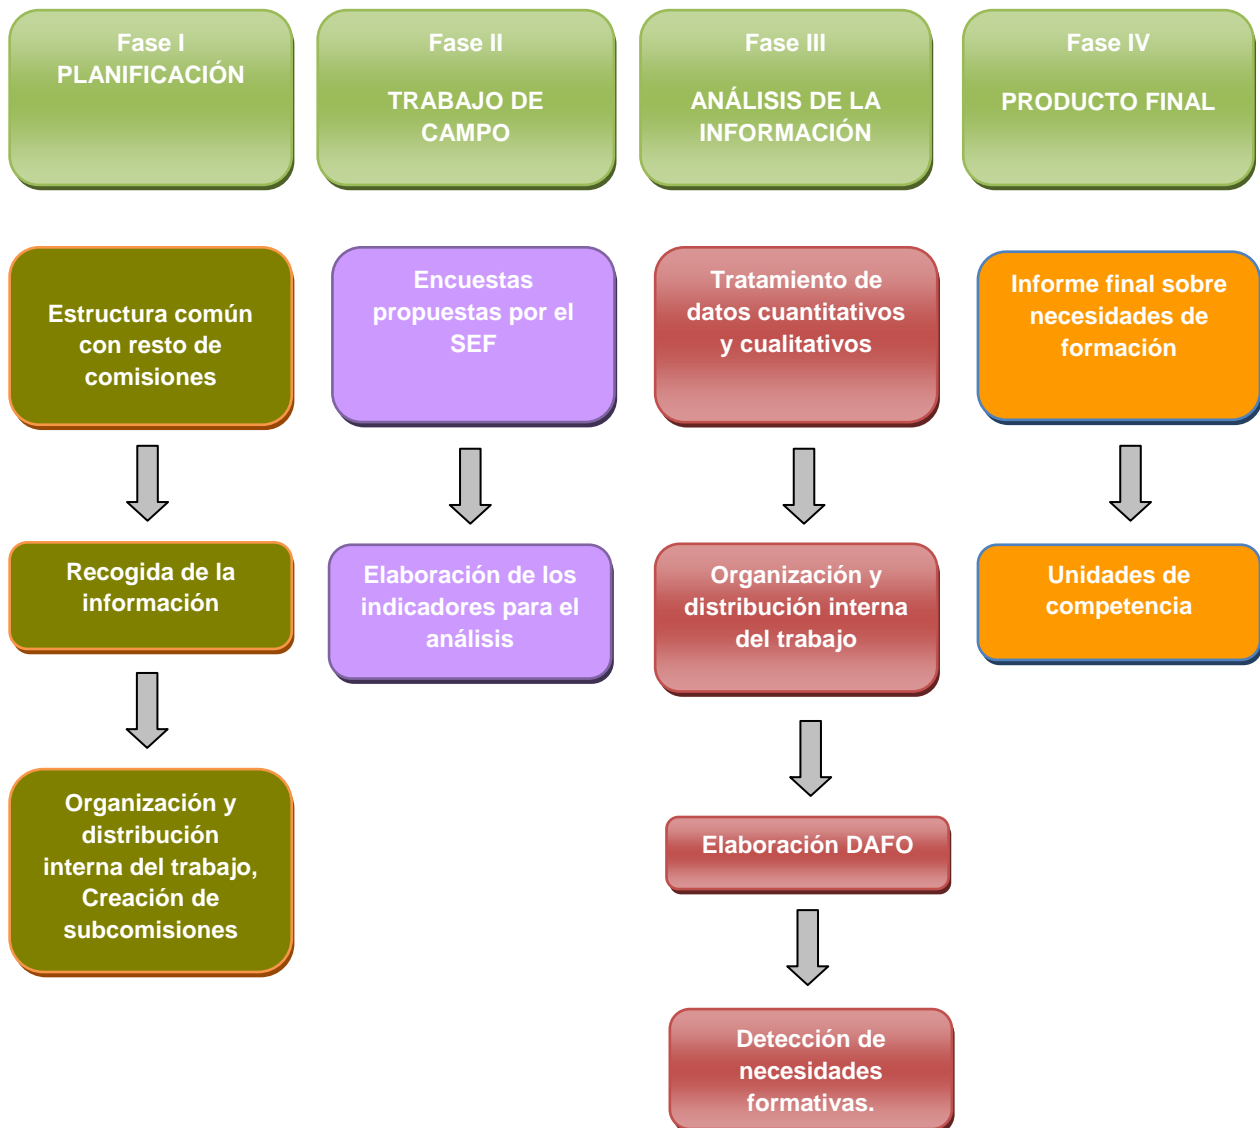 Fase I
PLANIFICACIÓN
Fase II
TRABAJO DE
CAMPO
Fase III
ANÁLISIS DE LA
INFORMACIÓN
Fase IV
PRODUCTO FINAL
Estructura común
con resto de
comisiones
Encuestas
propuestas por el
SEF
Tratamiento de
datos cuantitativos
y cualitativos
Informe final sobre
necesidades de
formación
Recogida de la
información
Elaboración de los
indicadores para el
análisis
Organización y
distribución interna
del trabajo
Unidades de
competencia
Organización y
distribución
interna del trabajo,
Creación de
subcomisiones
Elaboración DAFO
Detección de
necesidades
formativas.